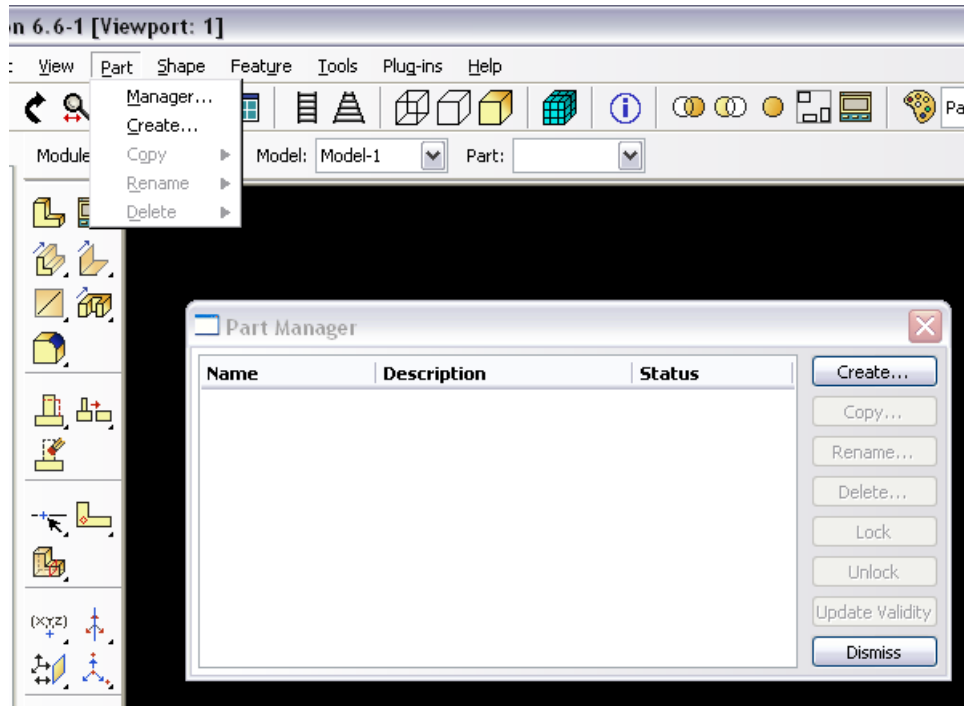 n 6.6-1 [Viewport: 1]
View Part Shape Feature Tools Plug-ins Help
Manager...
Create...
Copy
Rename
Delete
Pa
Module
Model: Model-1 Part:
Part Manager
Name Description Status
Create...
Copy...
Rename...
Delete...
Lock
Unlock
Update Validity
Dismiss
(XYZ)